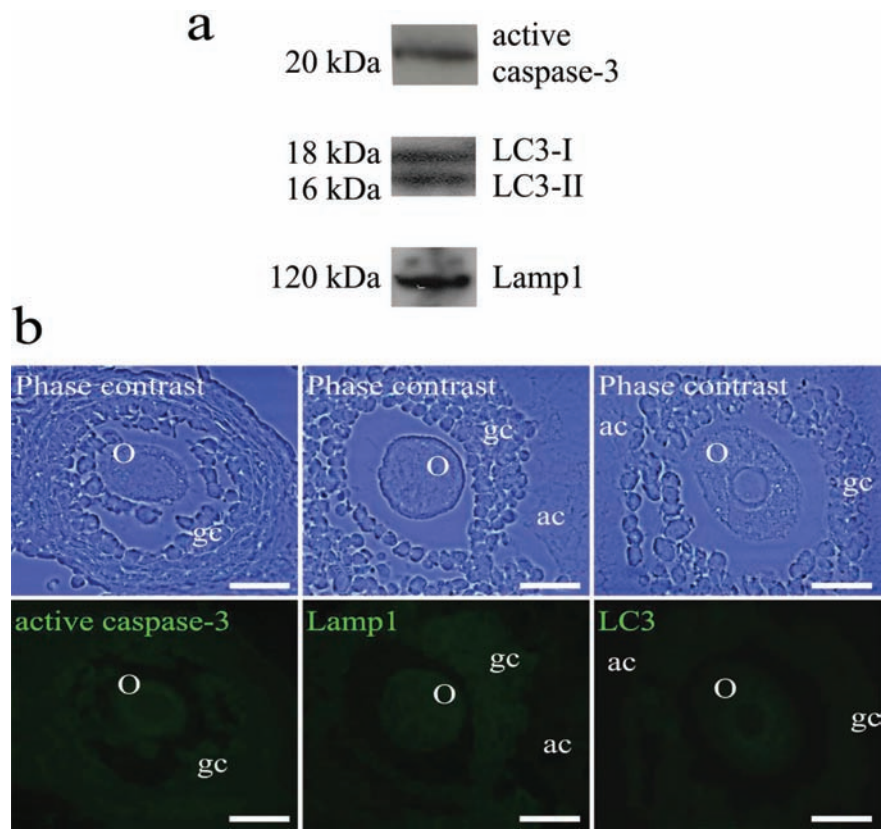 a
20 kDa
active
caspase-3
18 kDa
LC3-I
16 kDa
LC3-II
120 kDa
Lamp1
b
Phase contrast
O
gc
Phase contrast
gc
O
ac
Phase contrast
ac
O
gc
active caspase-3
O
gc
Lamp1
gc
O
ac
LC3
ac
O
gc